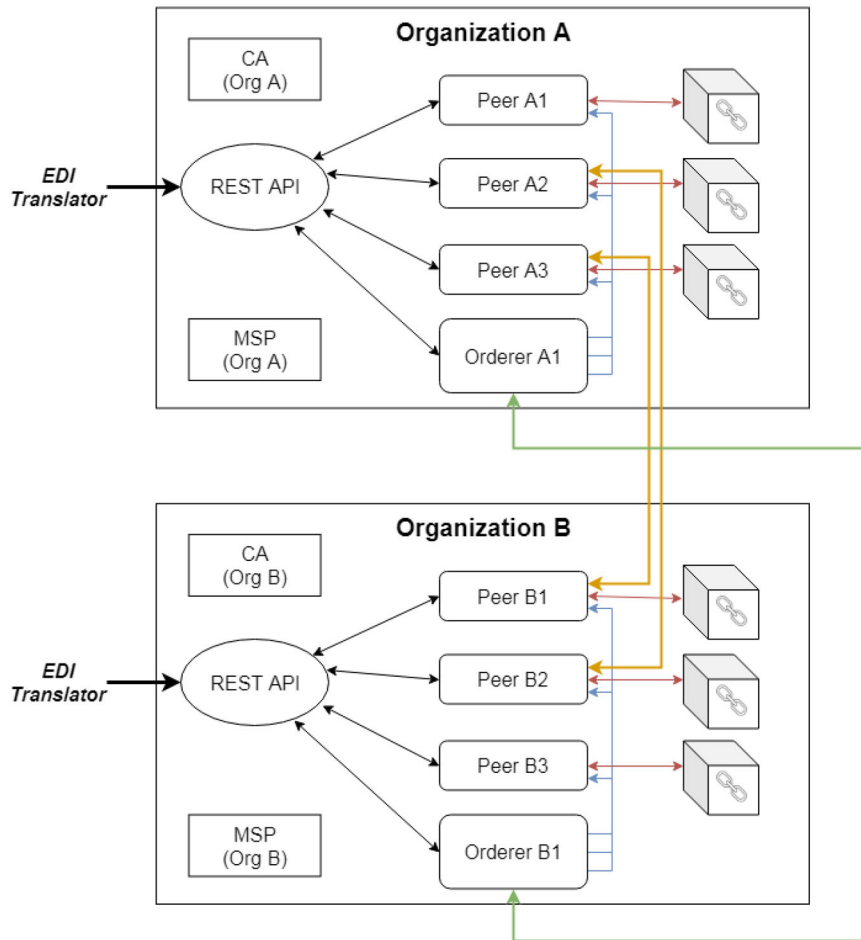 Organization A
CA
(Org A)
Peer A1
EDI
Translator
REST API
Peer A2
Peer A3
MSP
(Org A)
Orderer A1
Organization B
CA
(Org B)
Peer B1
EDI
Translator
REST API
Peer B2
Peer B3
MSP
(Org B)
Orderer B1